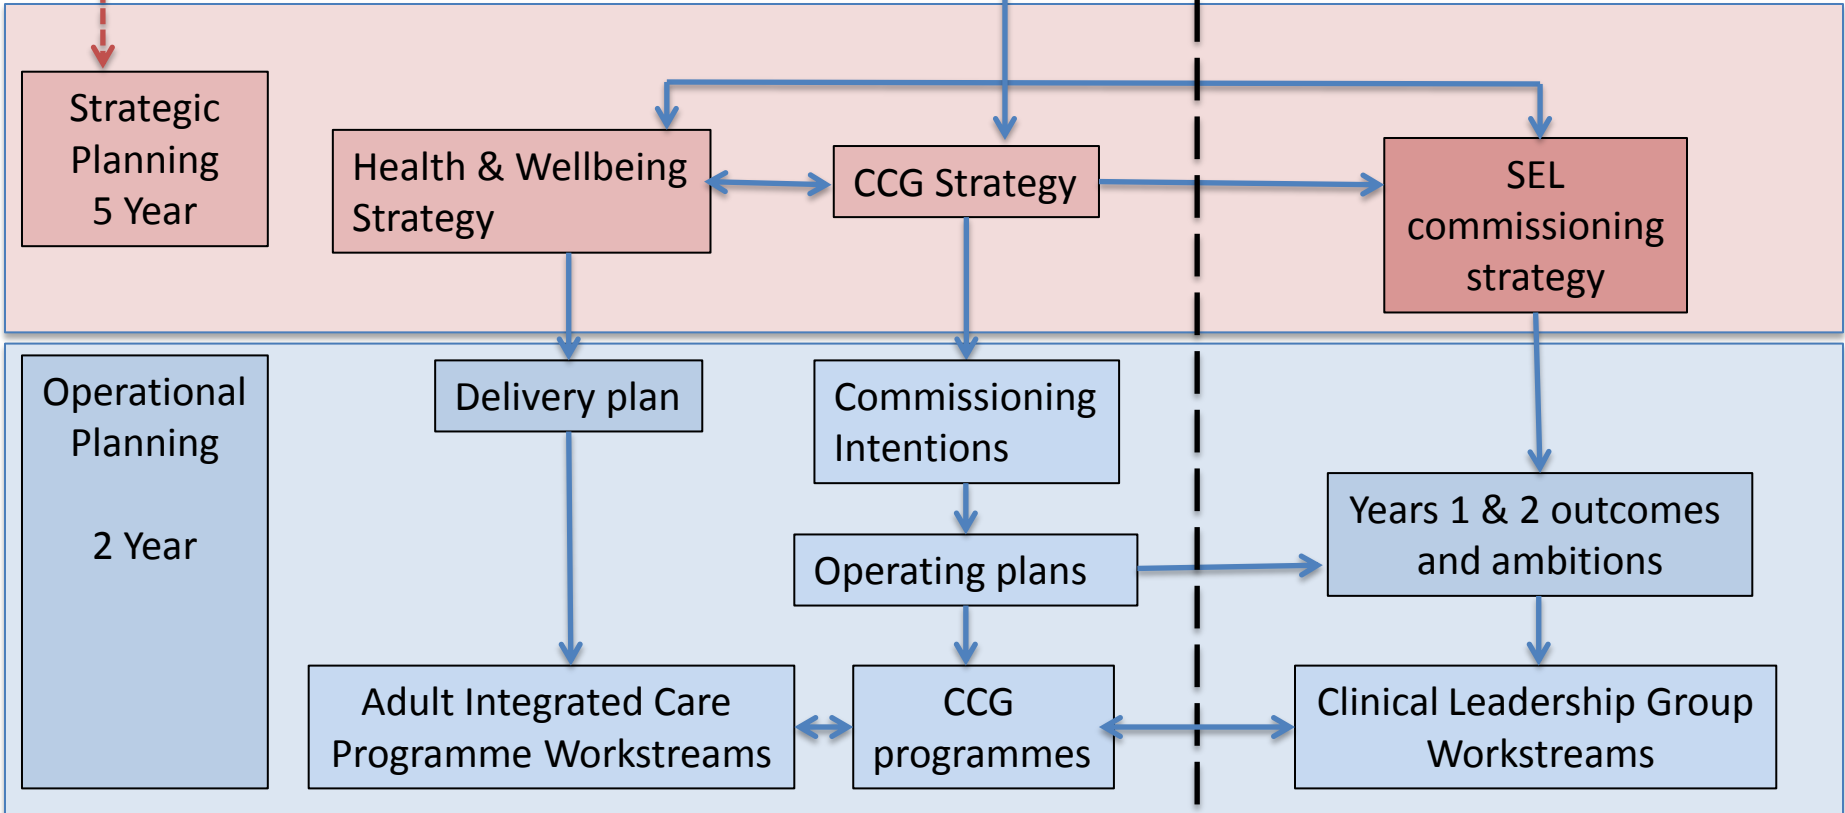 Strategic
Planning
5 Year
Health & Wellbeing
Strategy
CCG Strategy
SEL
commissioning
strategy
Operational
Planning
2 Year
Delivery plan
Commissioning
Intentions
Years 1 & 2 outcomes
and ambitions
Operating plans
Adult Integrated Care
Programme Workstreams
CCG
programmes
Clinical Leadership Group
Workstreams